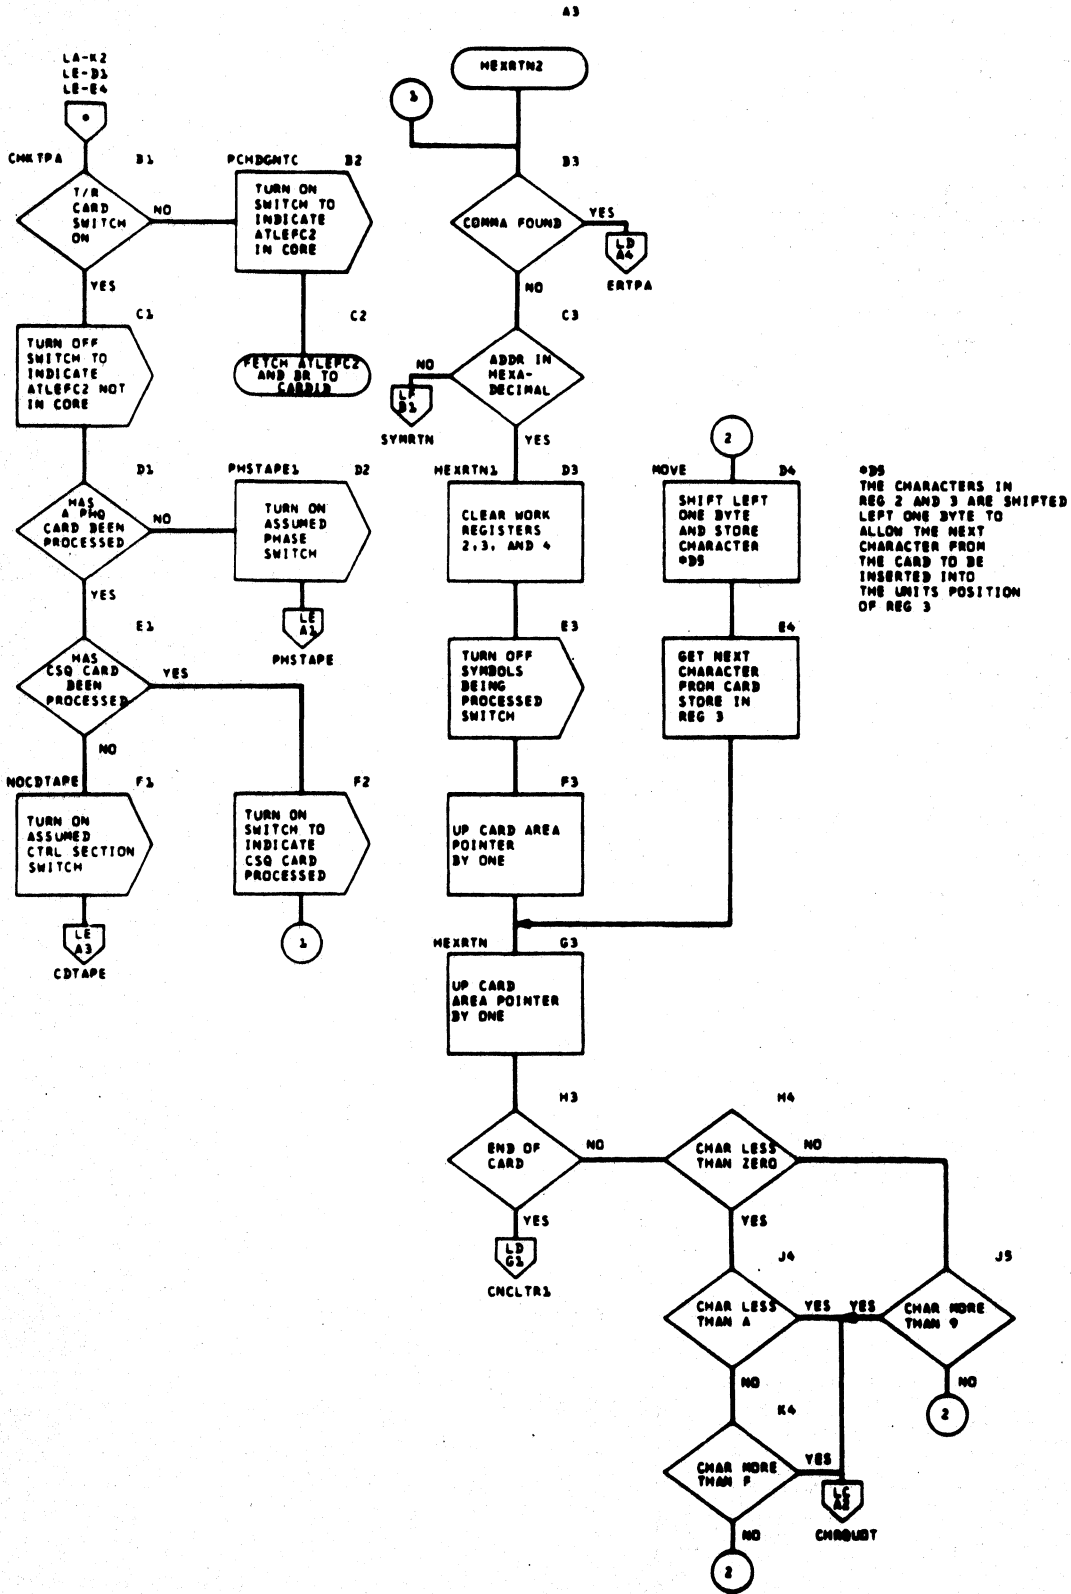 A3
LA-K2
LE-D1
LE-E4
*
HEXRTN2
1
CHKTPA
B1
T/R
CARD
SWITCH
ON
NO
YES
PCHDGNTC
B2
TURN ON
SWITCH TO
INDICATE
ATLEFC2
IN CORE
B3
COMMA FOUND
YES
LD
A4
ERTPA
NO
C1
TURN OFF
SWITCH TO
INDICATE
ATLEFC2 NOT
IN CORE
C2
FETCH ATLEFC2
AND BR TO
CARDID
C3
ADDR IN
HEXA-
DECIMAL
NO
LF
B1
SYMRTN
YES
2
D1
HAS
A PHQ
CARD BEEN
PROCESSED
NO
YES
PHSTAPE1
D2
TURN ON
ASSUMED
PHASE
SWITCH
LE
A1
PHSTAPE
HEXRTN1
D3
CLEAR WORK
REGISTERS
2,3, AND 4
MOVE
D4
SHIFT LEFT
ONE BYTE
AND STORE
CHARACTER
*D5
*D5
THE CHARACTERS IN
REG 2 AND 3 ARE SHIFTED
LEFT ONE BYTE TO
ALLOW THE NEXT
CHARACTER FROM
THE CARD TO BE
INSERTED INTO
THE UNITS POSITION
OF REG 3
E1
HAS
CSQ CARD
BEEN
PROCESSED
YES
NO
E3
TURN OFF
SYMBOLS
BEING
PROCESSED
SWITCH
E4
GET NEXT
CHARACTER
FROM CARD
STORE IN
REG 3
NOCDTAPE
F1
TURN ON
ASSUMED
CTRL SECTION
SWITCH
LE
A3
CDTAPE
F2
TURN ON
SWITCH TO
INDICATE
CSQ CARD
PROCESSED
1
F3
UP CARD AREA
POINTER
BY ONE
HEXRTN
G3
UP CARD
AREA POINTER
BY ONE
H3
END OF
CARD
NO
YES
LD
G1
CNCLTR1
H4
CHAR LESS
THAN ZERO
NO
YES
J4
CHAR LESS
THAN A
YES
NO
J5
YES
CHAR MORE
THAN 9
NO
2
K4
CHAR MORE
THAN F
YES
LC
A2
CHRQUDT
NO
2